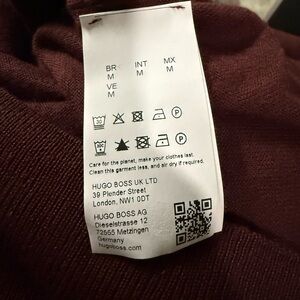 BR INT MX
M M M
VE
M
30
Care for the planet, make your clothes last.
Clean this garment less, and air dry if required.
HUGO BOSS UK LTD
39 Plender Street
London, NW1 0DT
HUGO BOSS AG
Dieselstrasse 12
72555 Metzingen
Germany
hugoboss.com